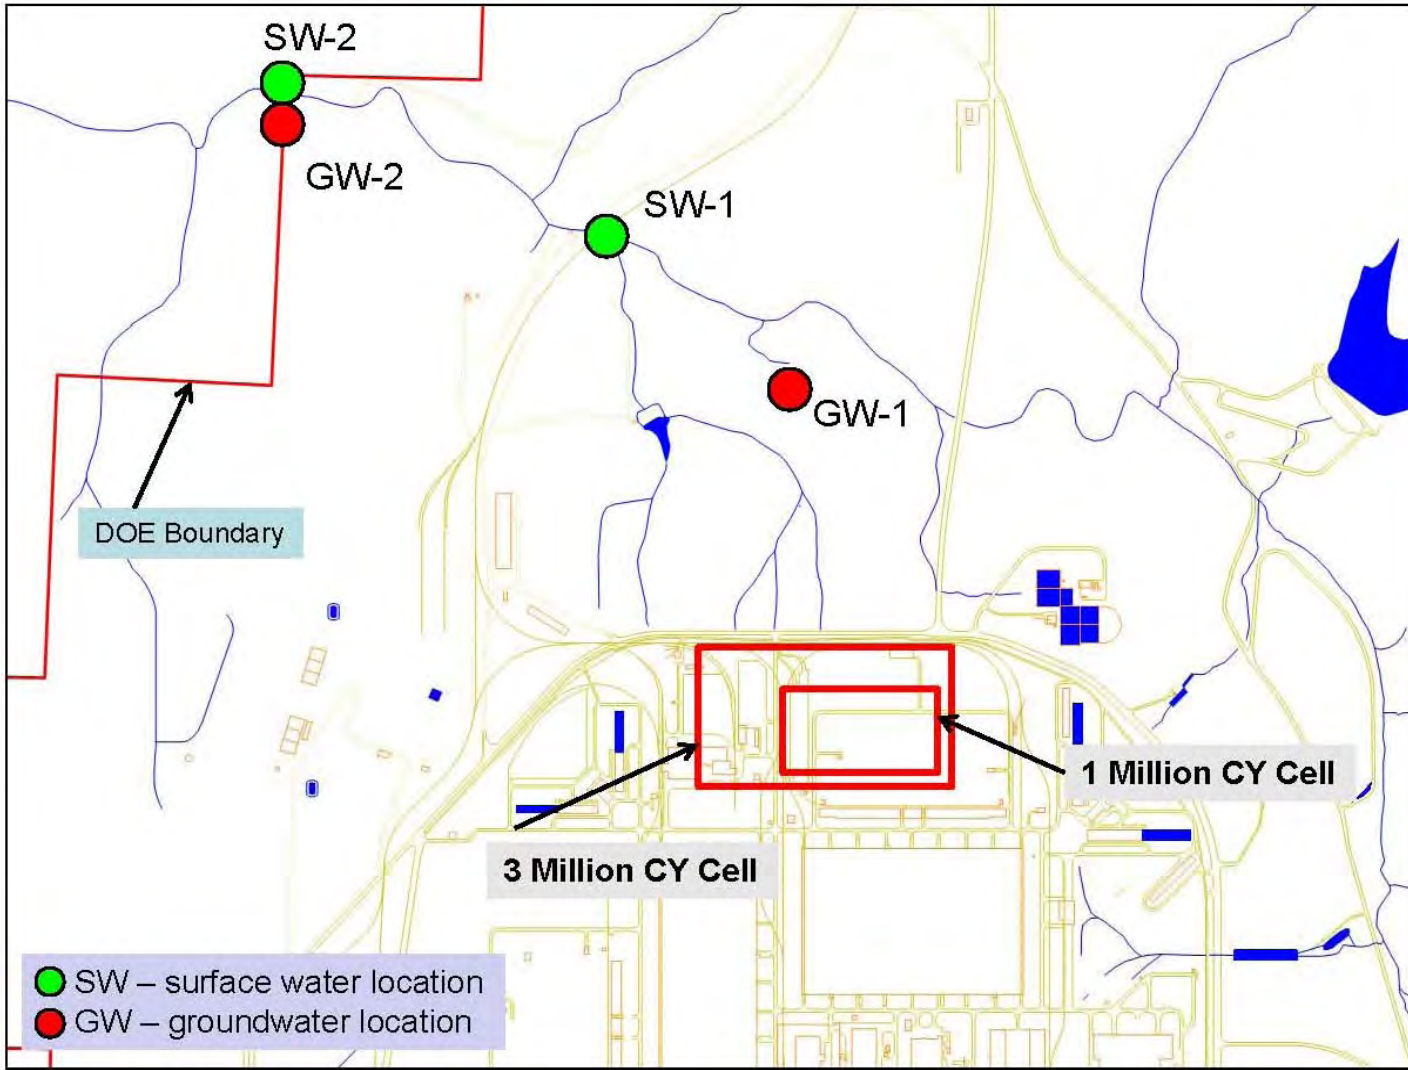 SW-2
GW-2
SW-1
GW-1
DOE Boundary
1 Million CY Cell
3 Million CY Cell
SW – surface water location
GW – groundwater location